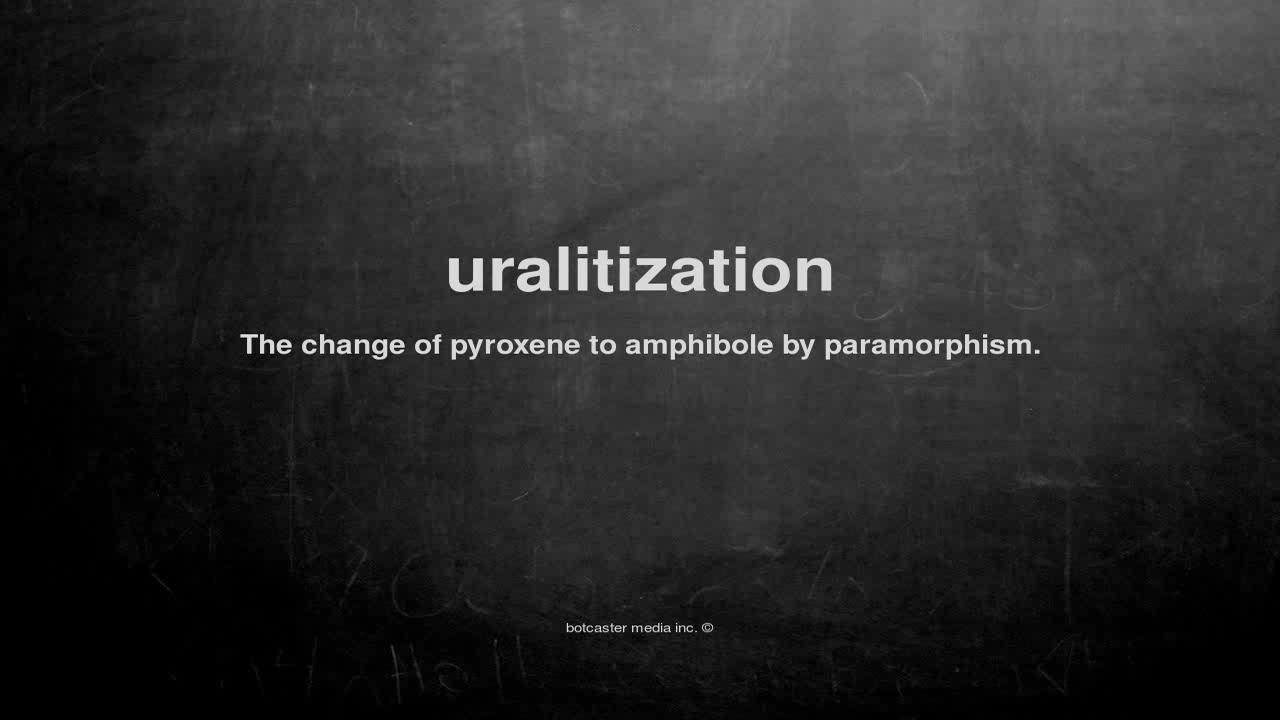 uralitization
The change of pyroxene to amphibole by paramorphism.
botcaster media inc. ©